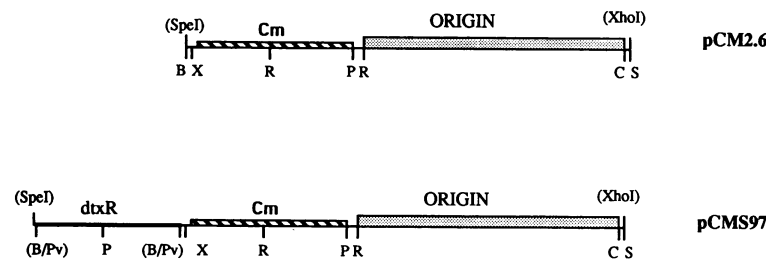 ORIGIN
(SpeI) Cm (XhoI) pCM2.6
B X R P R C S
(SpeI) dtxR Cm ORIGIN (XhoI) pCMS97
(B/Pv) P (B/Pv) X R P R C S